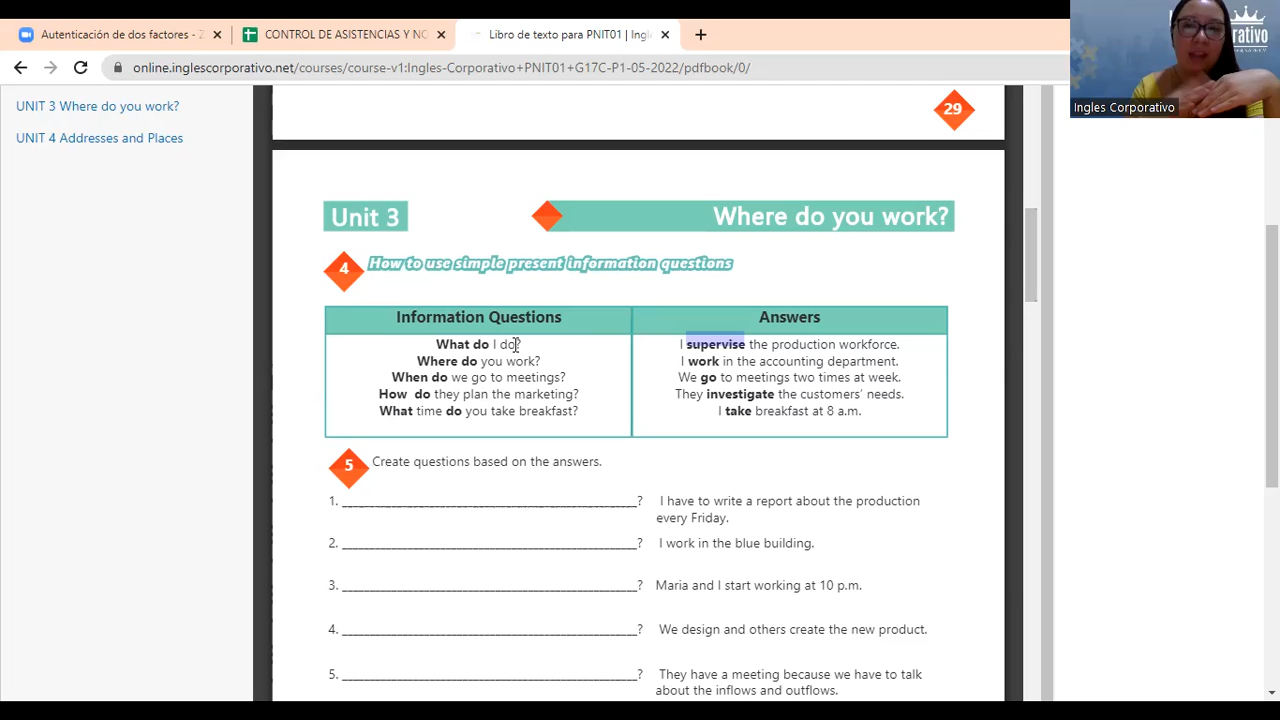 Autenticación de dos factores - Z
CONTROL DE ASISTENCIAS Y NO
Libro de texto para PNIT01 | Ingl
online.inglescorporativo.net/courses/course-v1:Ingles-Corporativo+PNIT01+G17C-P1-05-2022/pdfbook/0/
Ingles Corporativo
UNIT 3 Where do you work?
UNIT 4 Addresses and Places
29
Unit 3
Where do you work?
4
How to use simple present information questions
Information Questions
Answers
What do I do?
I supervise the production workforce.
Where do you work?
I work in the accounting department.
When do we go to meetings?
We go to meetings two times at week.
How do they plan the marketing?
They investigate the customers' needs.
What time do you take breakfast?
I take breakfast at 8 a.m.
5
Create questions based on the answers.
1. ________________________________________? I have to write a report about the production
every Friday.
2. ________________________________________? I work in the blue building.
3. ________________________________________? Maria and I start working at 10 p.m.
4. ________________________________________? We design and others create the new product.
5. ________________________________________? They have a meeting because we have to talk
about the inflows and outflows.